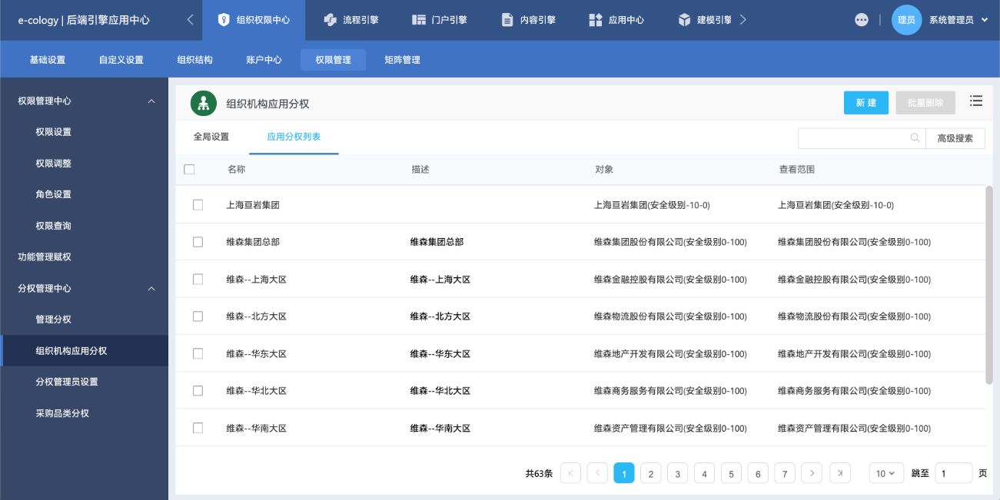 e-cology | 后端引擎应用中心 组织权限中心 流程引擎 门户引擎 内容引擎 应用中心 建模引擎 理员 系统管理员
基础设置 自定义设置 组织结构 账户中心 权限管理 矩阵管理
权限管理中心
权限设置
权限调整
角色设置
权限查询
功能管理赋权
分权管理中心
管理分权
组织机构应用分权
分权管理员设置
采购品类分权
组织机构应用分权 新 建 批量删除
全局设置 应用分权列表 高级搜索
名称 描述 对象 查看范围
上海亘岩集团 上海亘岩集团(安全级别-10-0) 上海亘岩集团(安全级别-10-0)
维森集团总部 维森集团总部 维森集团股份有限公司(安全级别0-100) 维森集团股份有限公司(安全级别0-100)
维森--上海大区 维森--上海大区 维森金融控股有限公司(安全级别0-100) 维森金融控股有限公司(安全级别0-100)
维森--北方大区 维森--北方大区 维森物流股份有限公司(安全级别0-100) 维森物流股份有限公司(安全级别0-100)
维森--华东大区 维森--华东大区 维森地产开发有限公司(安全级别0-100) 维森地产开发有限公司(安全级别0-100)
维森--华北大区 维森--华北大区 维森商务服务有限公司(安全级别0-100) 维森商务服务有限公司(安全级别0-100)
维森--华南大区 维森--华南大区 维森资产管理有限公司(安全级别0-100) 维森资产管理有限公司(安全级别0-100)
共63条 1 2 3 4 5 6 7 10 跳至 1 页